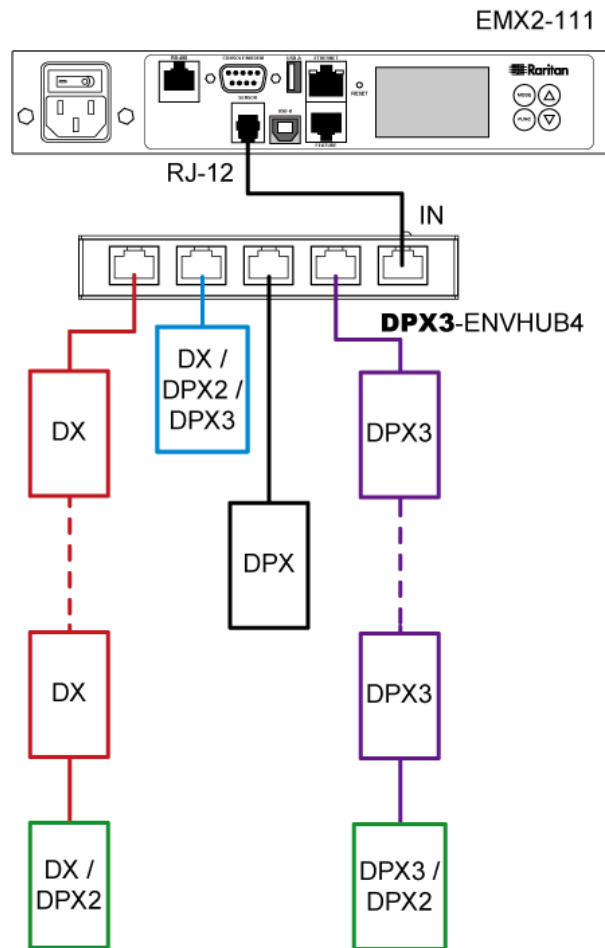 EMX2-111
RS-485
CONSOLE/MODEM
USB-A
ETHERNET
Raritan
RESET
MODE
SENSOR
USB-B
FUNC
FEATURE
RJ-12
IN
DPX3-ENVHUB4
DX /
DPX2 /
DPX3
DX
DPX3
DPX
DX
DPX3
DX /
DPX2
DPX3 /
DPX2